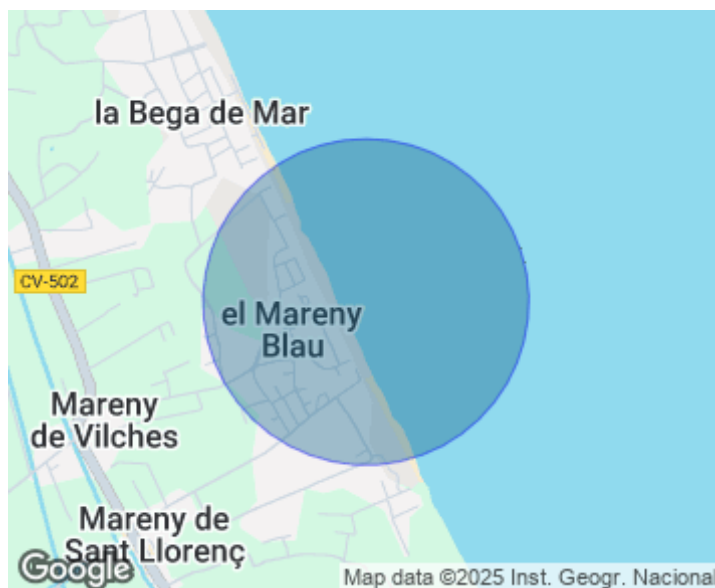 la Bega de Mar
CV-502
el Mareny
Blau
Mareny
de Vilches
Mareny de
Sant Llorenç
Google
Map data ©2025 Inst. Geogr. Nacional